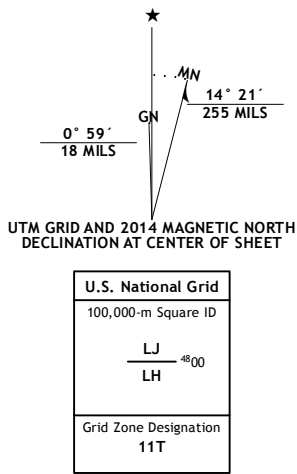 ★
MN
GN
14° 21´
255 MILS
0° 59´
18 MILS
UTM GRID AND 2014 MAGNETIC NORTH
DECLINATION AT CENTER OF SHEET
U.S. National Grid
100,000-m Square ID
LJ
4800
LH
Grid Zone Designation
11T